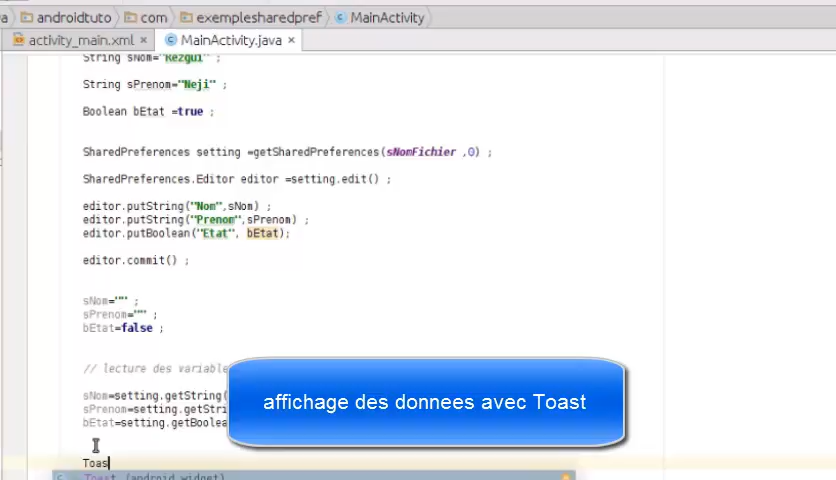 a androidtuto com exemplesharedpref MainActivity
activity_main.xml × MainActivity.java ×
String sNom="Rezgui" ;
String sPrenom="Neji" ;
Boolean bEtat =true ;
SharedPreferences setting =getSharedPreferences(sNomFichier ,0) ;
SharedPreferences.Editor editor =setting.edit() ;
editor.putString("Nom",sNom) ;
editor.putString("Prenom",sPrenom) ;
editor.putBoolean("Etat", bEtat);
editor.commit() ;
sNom="" ;
sPrenom="" ;
bEtat=false ;
// lecture des variable
sNom=setting.getString(
sPrenom=setting.getStri
bEtat=setting.getBoolea
affichage des donnees avec Toast
Toas
Toast (android.widget)